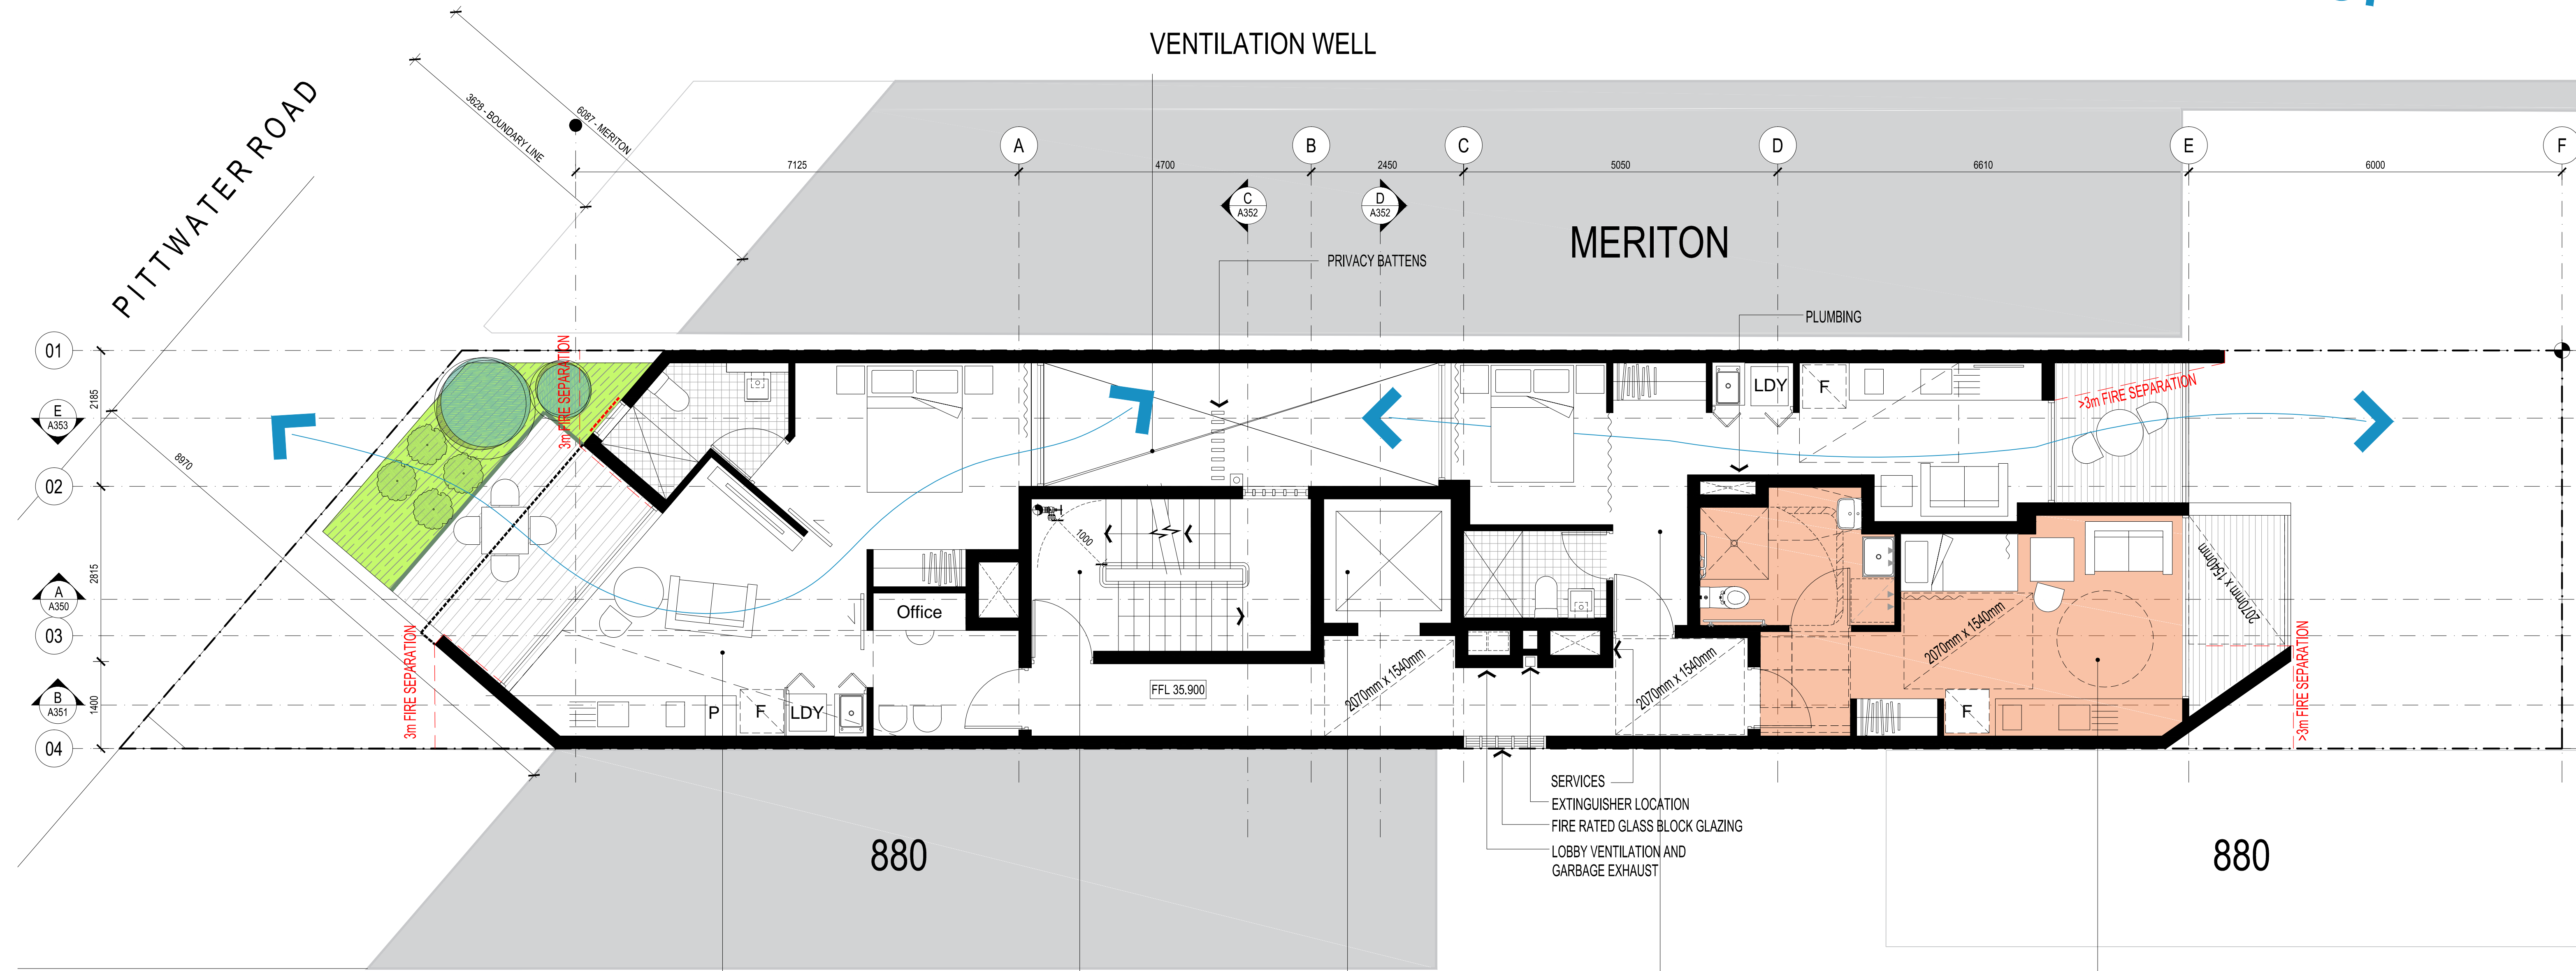 VENTILATION WELL
PITTWATER ROAD
3628 - BOUNDARY LINE
6087 - MERITON
A
B
C
D
E
F
7125
4700
2450
5050
6610
6000
C
A352
D
A352
MERITON
PRIVACY BATTENS
PLUMBING
01
02
03
04
2185
2815
1400
8970
E
A353
A
A350
B
A351
3m FIRE SEPARATION
3m FIRE SEPARATION
>3m FIRE SEPARATION
>3m FIRE SEPARATION
LDY
F
1000
Office
P
F
LDY
FFL 35,900
2070mm x 1540mm
2070mm x 1540mm
2070mm x 1540mm
2070mm x 1540mm
F
SERVICES
EXTINGUISHER LOCATION
FIRE RATED GLASS BLOCK GLAZING
LOBBY VENTILATION AND
GARBAGE EXHAUST
880
880